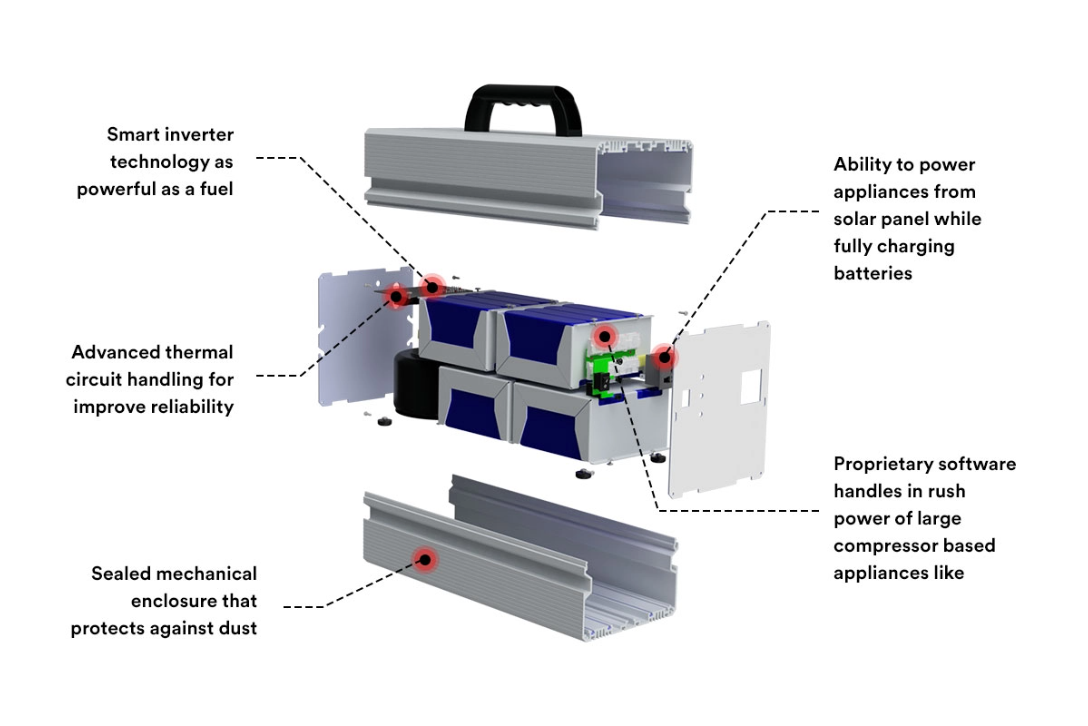 Smart inverter
technology as
powerful as a fuel
Ability to power
appliances from
solar panel while
fully charging
batteries
Advanced thermal
circuit handling for
improve reliability
Proprietary software
handles in rush
power of large
compressor based
appliances like
Sealed mechanical
enclosure that
protects against dust